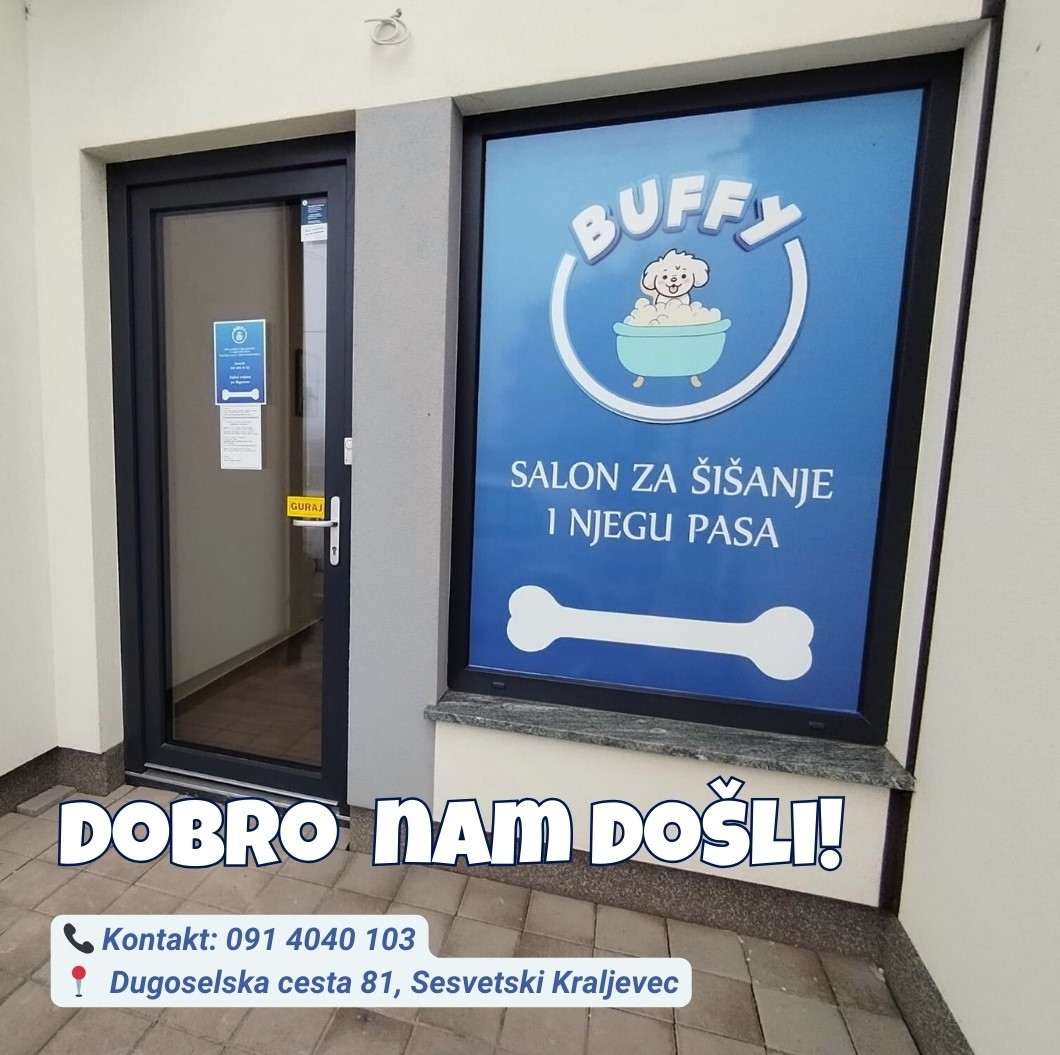 BUFFY
SALON ZA ŠIŠANJE
I NJEGU PASA
GURAJ
DOBRO NAM DOŠLI!
Kontakt: 091 4040 103
Dugoselska cesta 81, Sesvetski Kraljevec